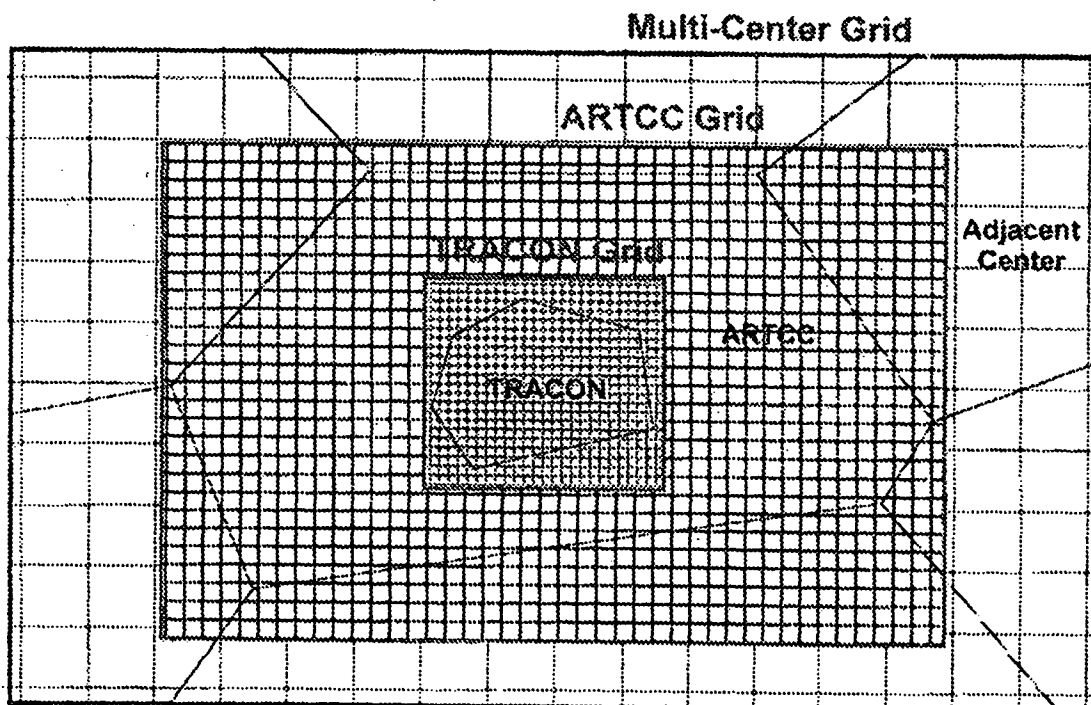 Multi-Center Grid
ARTCC Grid
Adjacent
Center
TRACON Grid
ARTCC
TRACON